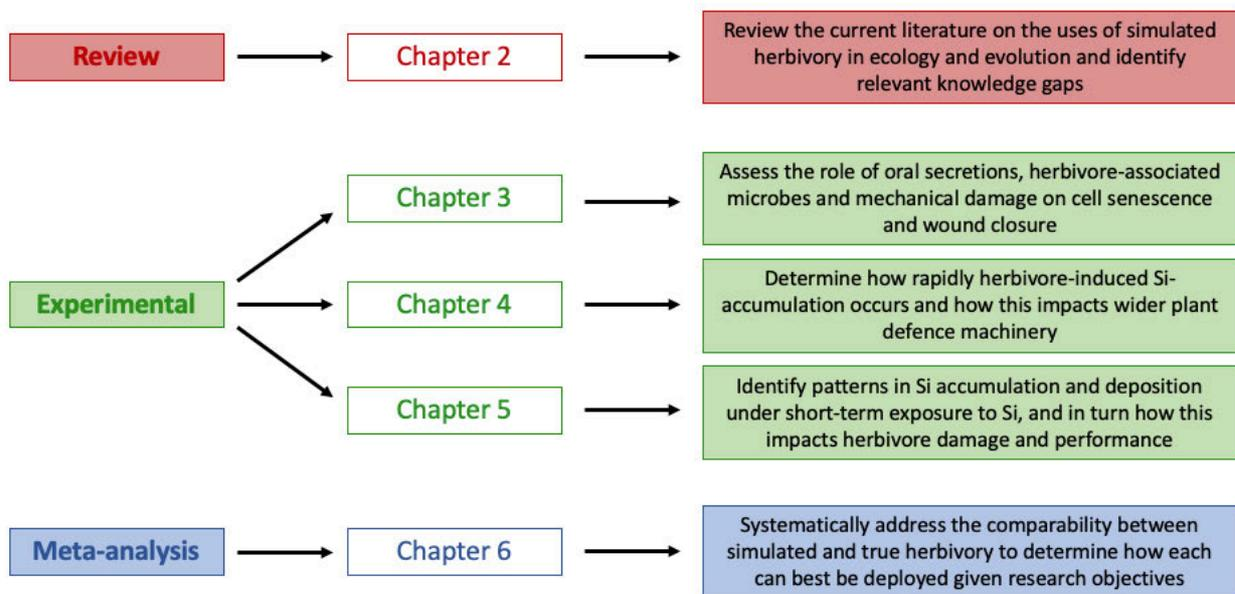 Review
Chapter 2
Review the current literature on the uses of simulated
herbivory in ecology and evolution and identify
relevant knowledge gaps
Experimental
Chapter 3
Assess the role of oral secretions, herbivore-associated
microbes and mechanical damage on cell senescence
and wound closure
Chapter 4
Determine how rapidly herbivore-induced Si-
accumulation occurs and how this impacts wider plant
defence machinery
Chapter 5
Identify patterns in Si accumulation and deposition
under short-term exposure to Si, and in turn how this
impacts herbivore damage and performance
Meta-analysis
Chapter 6
Systematically address the comparability between
simulated and true herbivory to determine how each
can best be deployed given research objectives